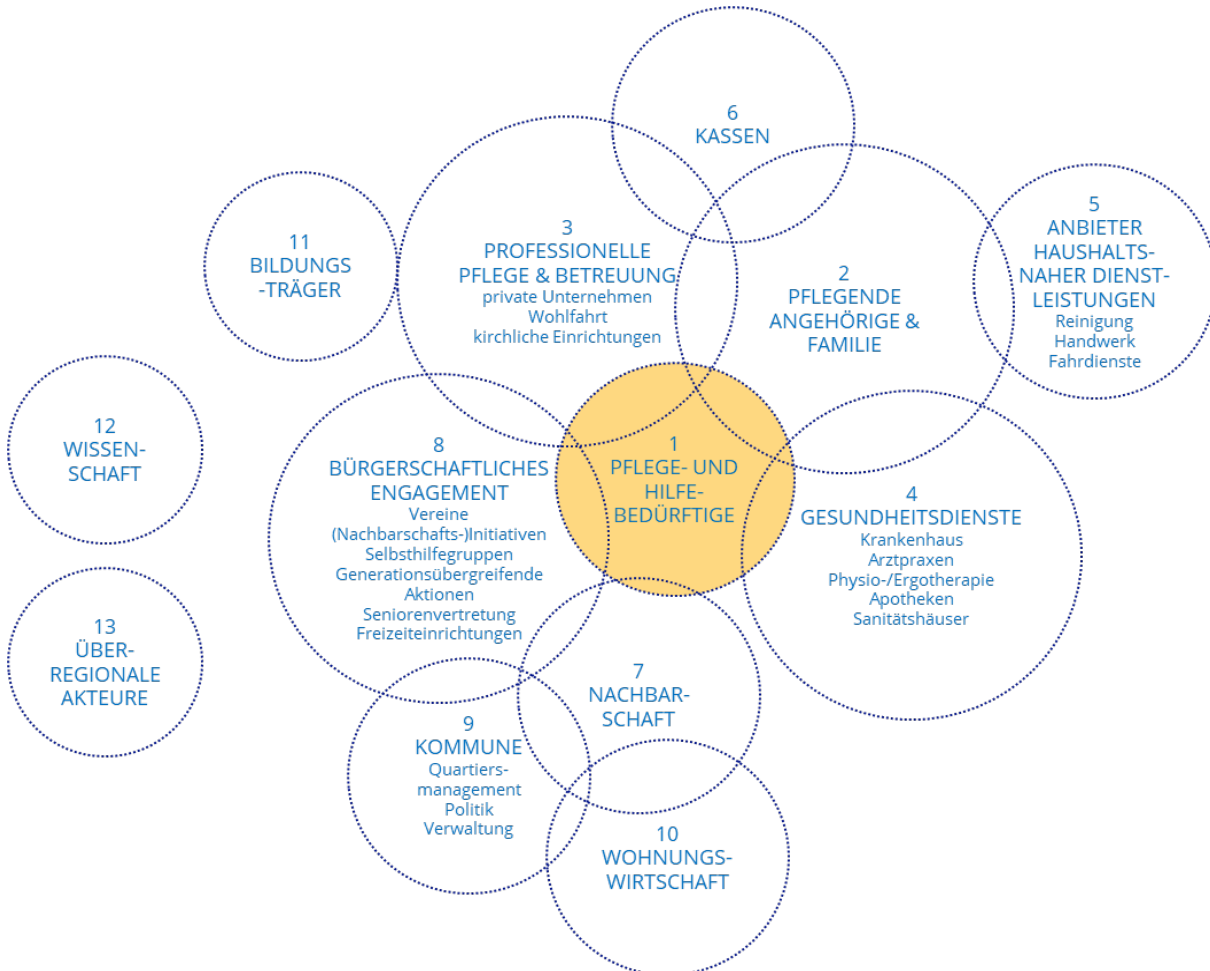 6
KASSEN
3
PROFESSIONELLE
PFLEGE & BETREUUNG
private Unternehmen
Wohlfahrt
kirchliche Einrichtungen
11
BILDUNGS
-TRÄGER
2
PFLEGENDE
ANGEHÖRIGE &
FAMILIE
5
ANBIETER
HAUSHALTS-
NAHER DIENST-
LEISTUNGEN
Reinigung
Handwerk
Fahrdienste
12
WISSEN-
SCHAFT
8
BÜRGERSCHAFTLICHES
ENGAGEMENT
Vereine
(Nachbarschafts-)Initiativen
Selbsthilfegruppen
Generationsübergreifende
Aktionen
Seniorenvertretung
Freizeiteinrichtungen
1
PFLEGE- UND
HILFE-
BEDÜRFTIGE
4
GESUNDHEITSDIENSTE
Krankenhaus
Arztpraxen
Physio-/Ergotherapie
Apotheken
Sanitätshäuser
13
ÜBER-
REGIONALE
AKTEURE
7
NACHBAR-
SCHAFT
9
KOMMUNE
Quartiers-
management
Politik
Verwaltung
10
WOHNUNGS-
WIRTSCHAFT